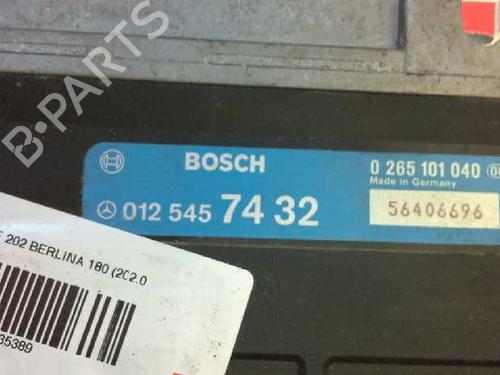 B-PARTS
BOSCH
0 265 101 040
Made in Germany
012 545 74 32
56406696
202 BERLINA 180 (202.0
35389